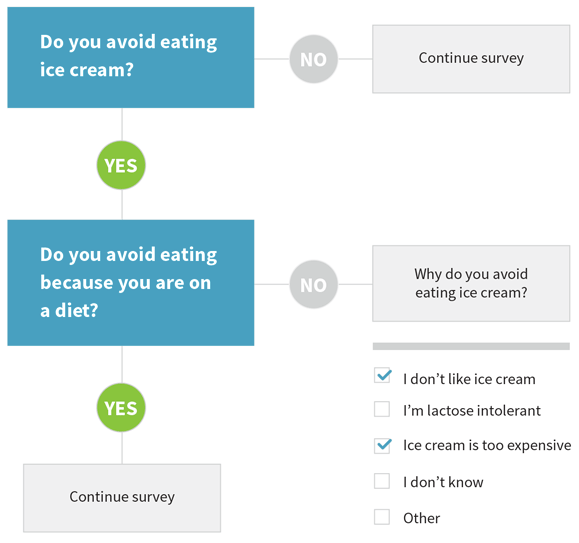 Do you avoid eating
ice cream?
NO
Continue survey
YES
Do you avoid eating
because you are on
a diet?
NO
Why do you avoid
eating ice cream?
I don't like ice cream
I'm lactose intolerant
Ice cream is too expensive
I don't know
Other
YES
Continue survey